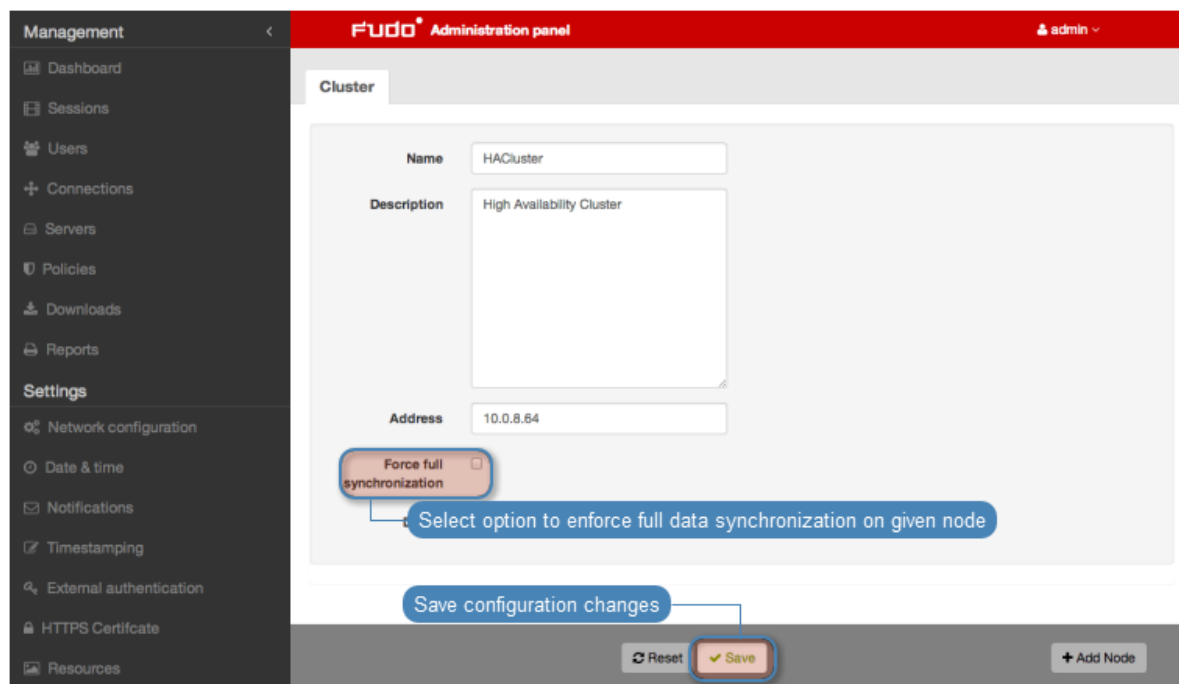 Management
Dashboard
Sessions
Users
Connections
Servers
Policies
Downloads
Reports
Settings
Network configuration
Date & time
Notifications
Timestamping
External authentication
HTTPS Certifcate
Resources
FUDO Administration panel
admin
Cluster
Name
HACluster
Description
High Availability Cluster
Address
10.0.8.64
Force full
synchronization
Select option to enforce full data synchronization on given node
Save configuration changes
Reset
Save
+ Add Node